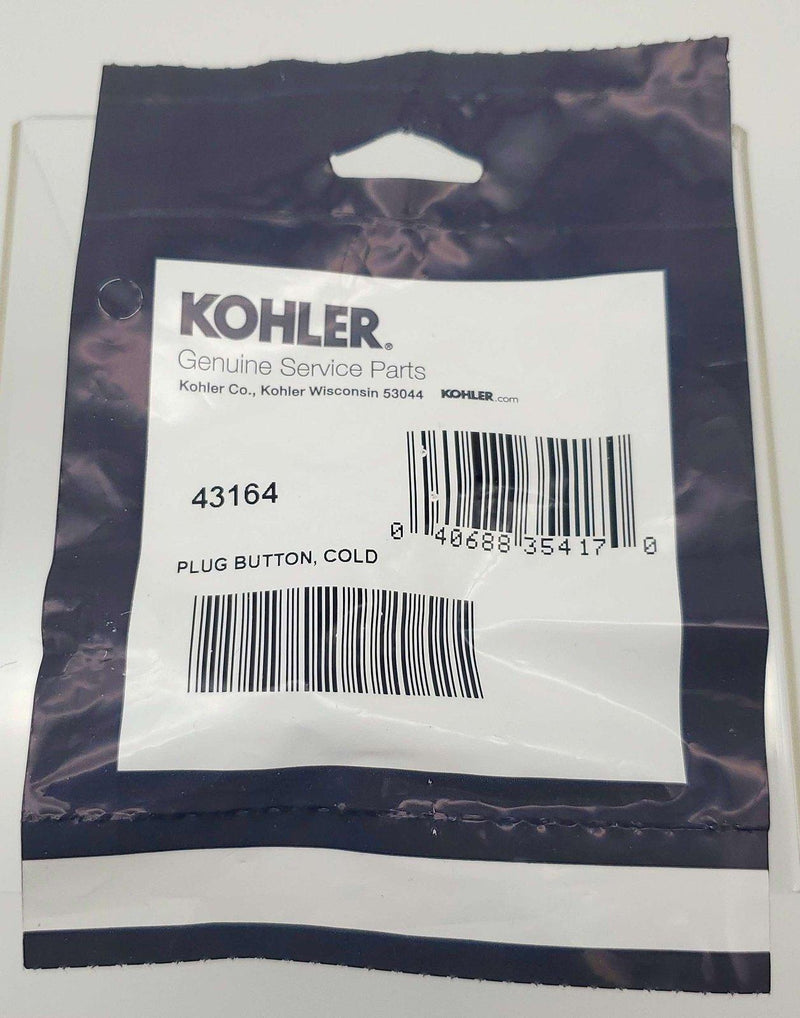 KOHLER®
Genuine Service Parts
Kohler Co., Kohler Wisconsin 53044 KOHLER.com
43164
0 40688 35417 0
PLUG BUTTON, COLD